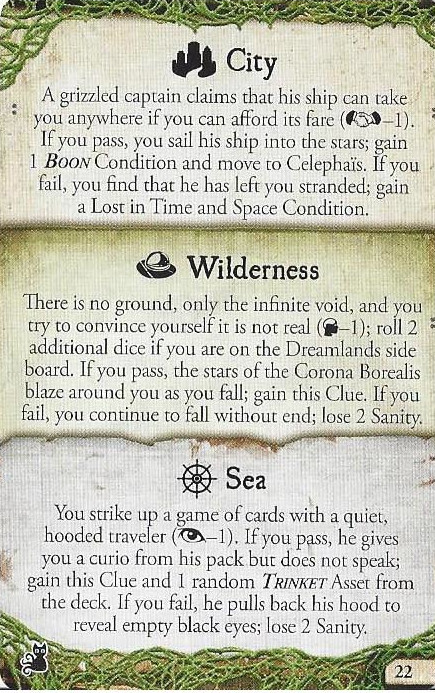 City
A grizzled captain claims that his ship can take
you anywhere if you can afford its fare (–1).
If you pass, you sail his ship into the stars; gain
1 BOON Condition and move to Celephaïs. If you
fail, you find that he has left you stranded; gain
a Lost in Time and Space Condition.
Wilderness
There is no ground, only the infinite void, and you
try to convince yourself it is not real (–1); roll 2
additional dice if you are on the Dreamlands side
board. If you pass, the stars of the Corona Borealis
blaze around you as you fall; gain this Clue. If you
fail, you continue to fall without end; lose 2 Sanity.
Sea
You strike up a game of cards with a quiet,
hooded traveler (–1). If you pass, he gives
you a curio from his pack but does not speak;
gain this Clue and 1 random TRINKET Asset from
the deck. If you fail, he pulls back his hood to
reveal empty black eyes; lose 2 Sanity.
22